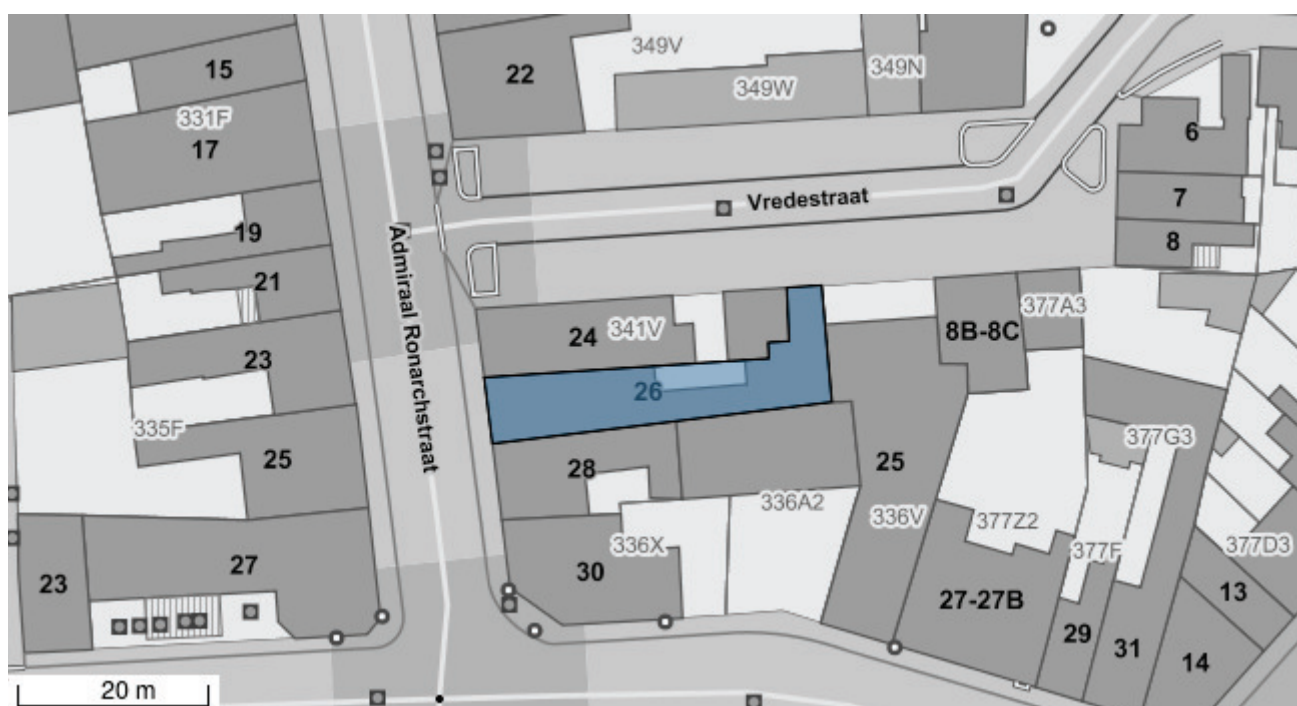 349V
22
349N
15
349W
331F
17
6
Vredestraat
7
19
8
21
Admiraal Ronarchstraat
377A3
24
341V
8B-8C
23
26
335F
377G3
25
28
25
336A2
336V
377Z2
336X
377F
377D3
23
27
30
27-27B
13
29
31
14
20 m